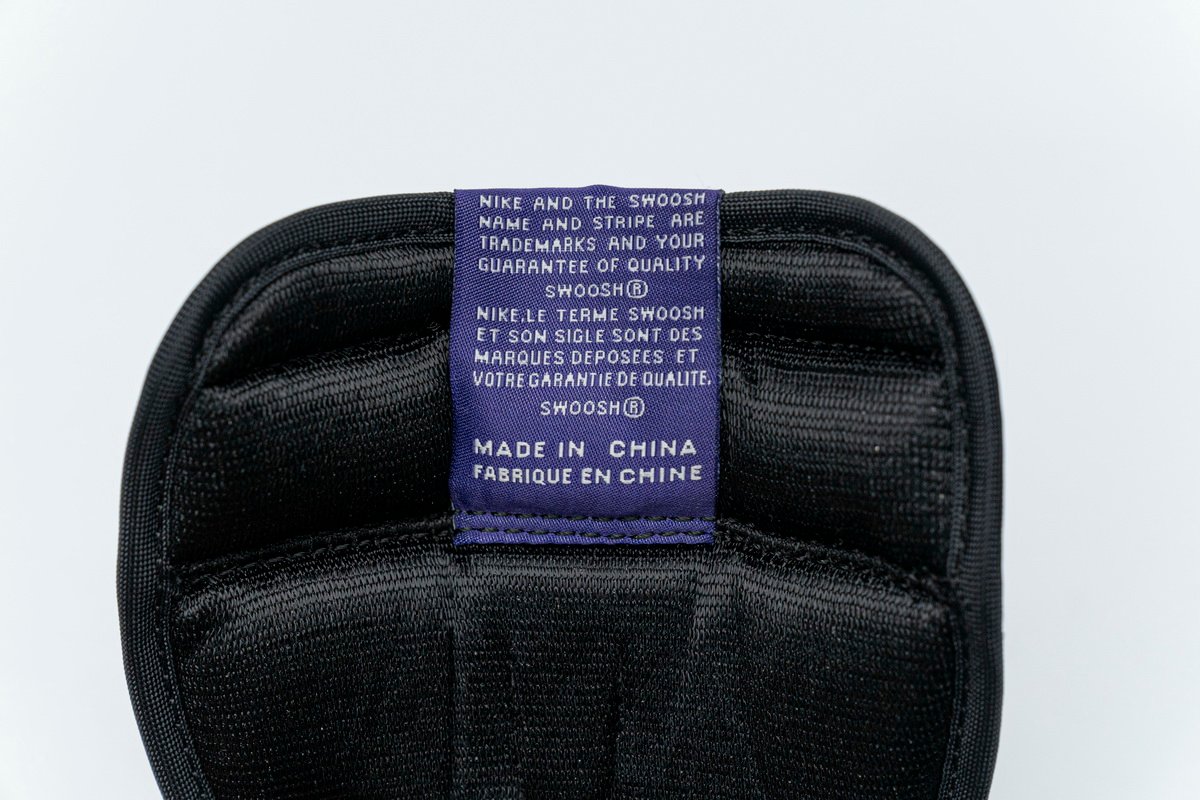 NIKE AND THE SWOOSH
NAME AND STRIPE ARE
TRADEMARKS AND YOUR
GUARANTEE OF QUALITY
SWOOSH®
NIKE.LE TERME SWOOSH
ET SON SIGLE SONT DES
MARQUES DEPOSEES ET
VOTRE GARANTIE DE QUALITE.
SWOOSH®
MADE IN CHINA
FABRIQUE EN CHINE